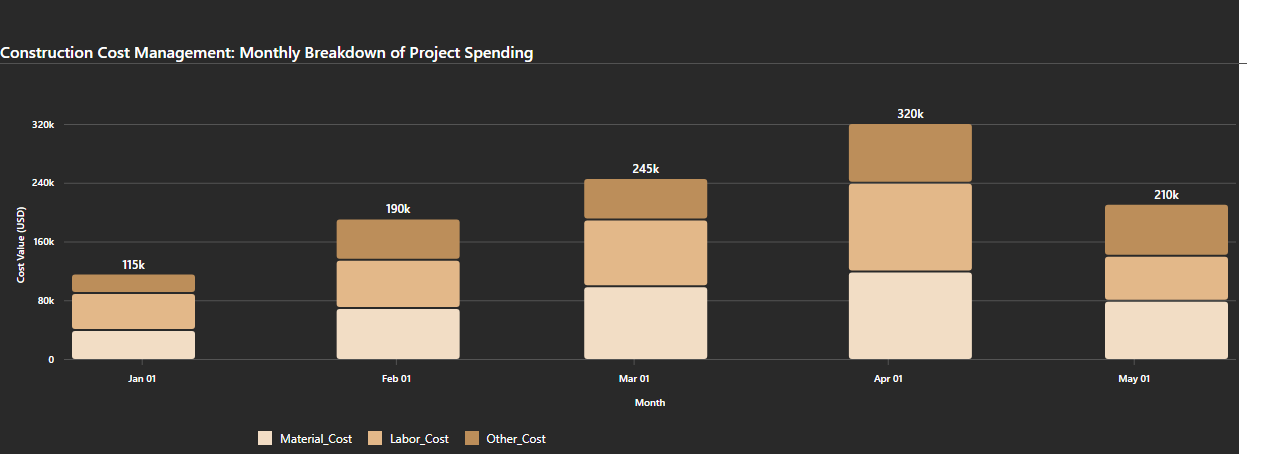 Construction Cost Management: Monthly Breakdown of Project Spending
320k
320k
245k
240k
190k
210k
Cost Value (USD)
160k
115k
80k
0
Jan 01 Feb 01 Mar 01 Apr 01 May 01
Month
Material_Cost Labor_Cost Other_Cost